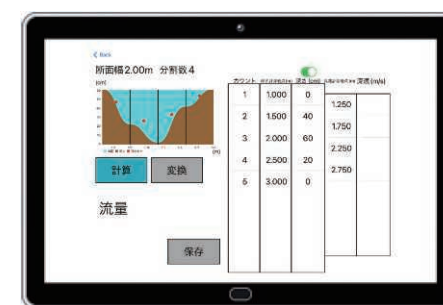 Back
所面幅2.00m 分割数4
[cm]
[m]
計算
変換
流量
保存
カウント
深さ [cm]
流速(m/s)
1 1.000 0
2 1.500 40
3 2.000 60
4 2.500 20
5 3.000 0
1.250
1.750
2.250
2.750